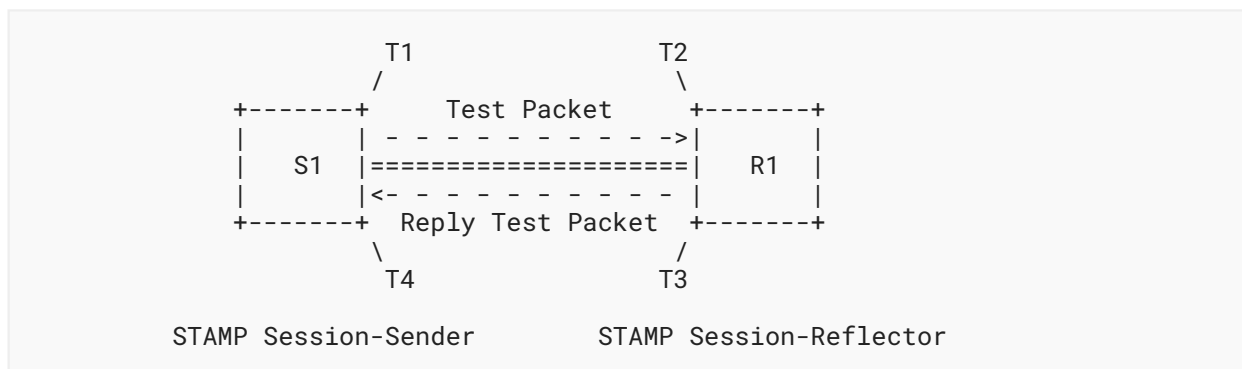 T1                T2
/                   \
+-------+     Test Packet     +-------+
|       | - - - - - - - - - ->|       |
|   S1  |=====================|   R1  |
|       |<- - - - - - - - - - |       |
+-------+  Reply Test Packet  +-------+
\                   /
T4                T3
STAMP Session-Sender        STAMP Session-Reflector